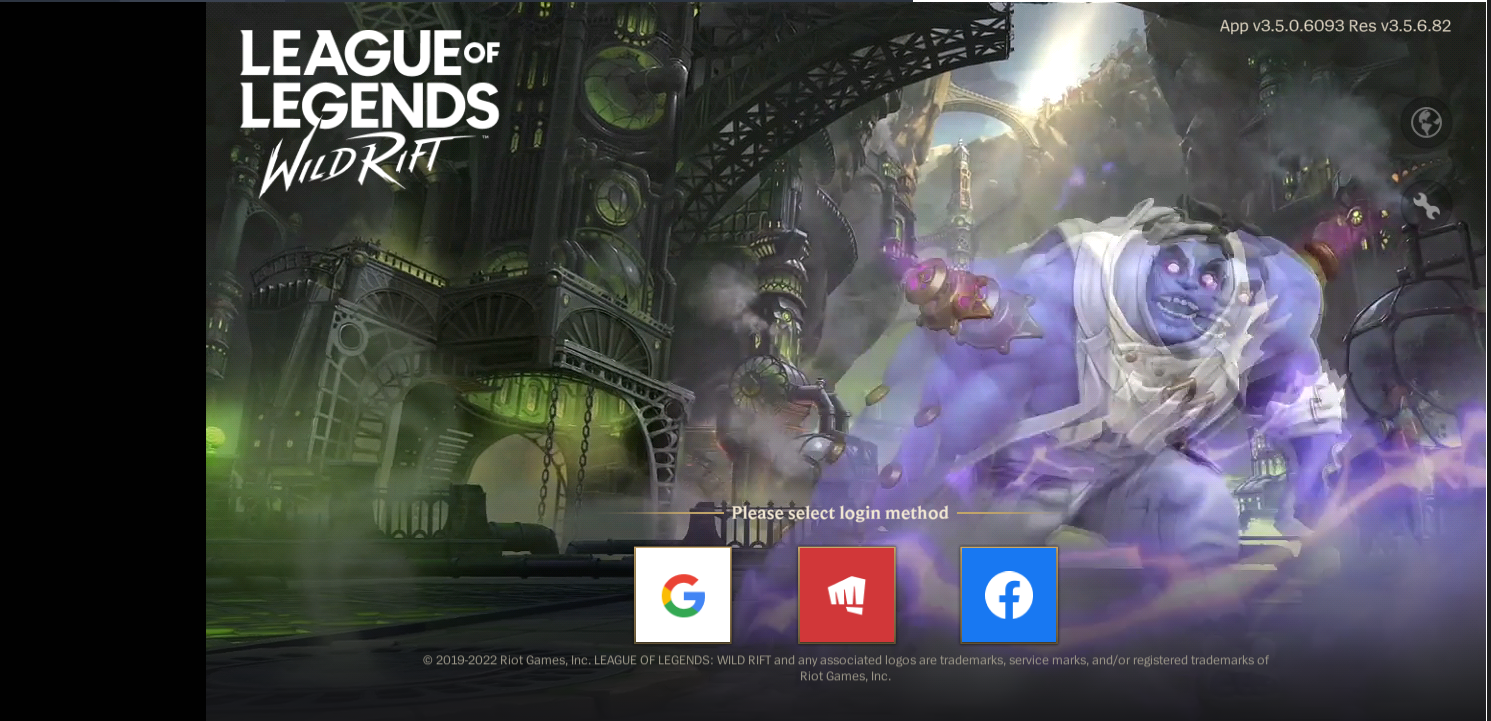 App v3.5.0.6093 Res v3.5.6.82
LEAGUE OF
LEGENDS
WILD RIFT™
Please select login method
© 2019-2022 Riot Games, Inc. LEAGUE OF LEGENDS: WILD RIFT and any associated logos are trademarks, service marks, and/or registered trademarks of
Riot Games, Inc.